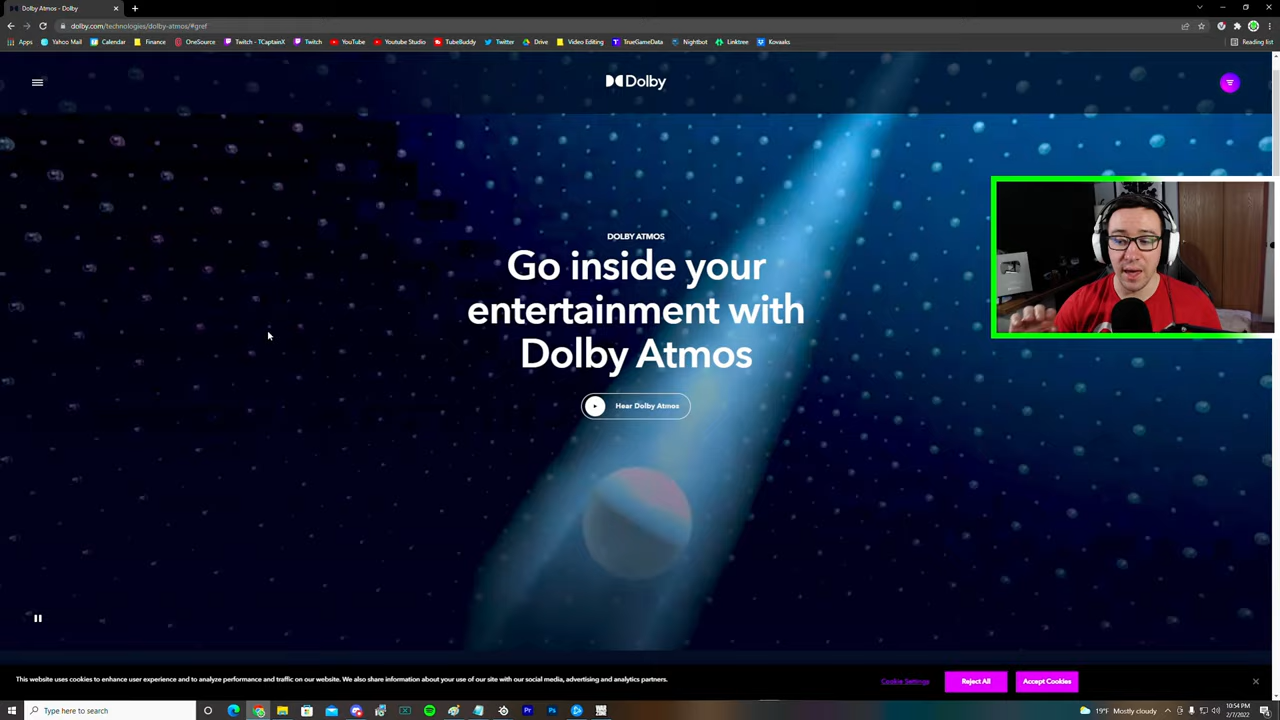 Dolby Atmos - Dolby
dolby.com/technologies/dolby-atmos/#gref
Apps Yahoo Mail Calendar Finance OneSource Twitch - TCaptainX Twitch YouTube Youtube Studio TubeBuddy Twitter Drive Video Editing TrueGameData Nightbot Linktree Kovaaks Reading list
Dolby
DOLBY ATMOS
Go inside your
entertainment with
Dolby Atmos
Hear Dolby Atmos
This website uses cookies to enhance user experience and to analyze performance and traffic on our website. We also share information about your use of our site with our social media, advertising and analytics partners.
Cookie Settings
Reject All
Accept Cookies
Type here to search
19°F Mostly cloudy
10:54 PM
2/7/2022